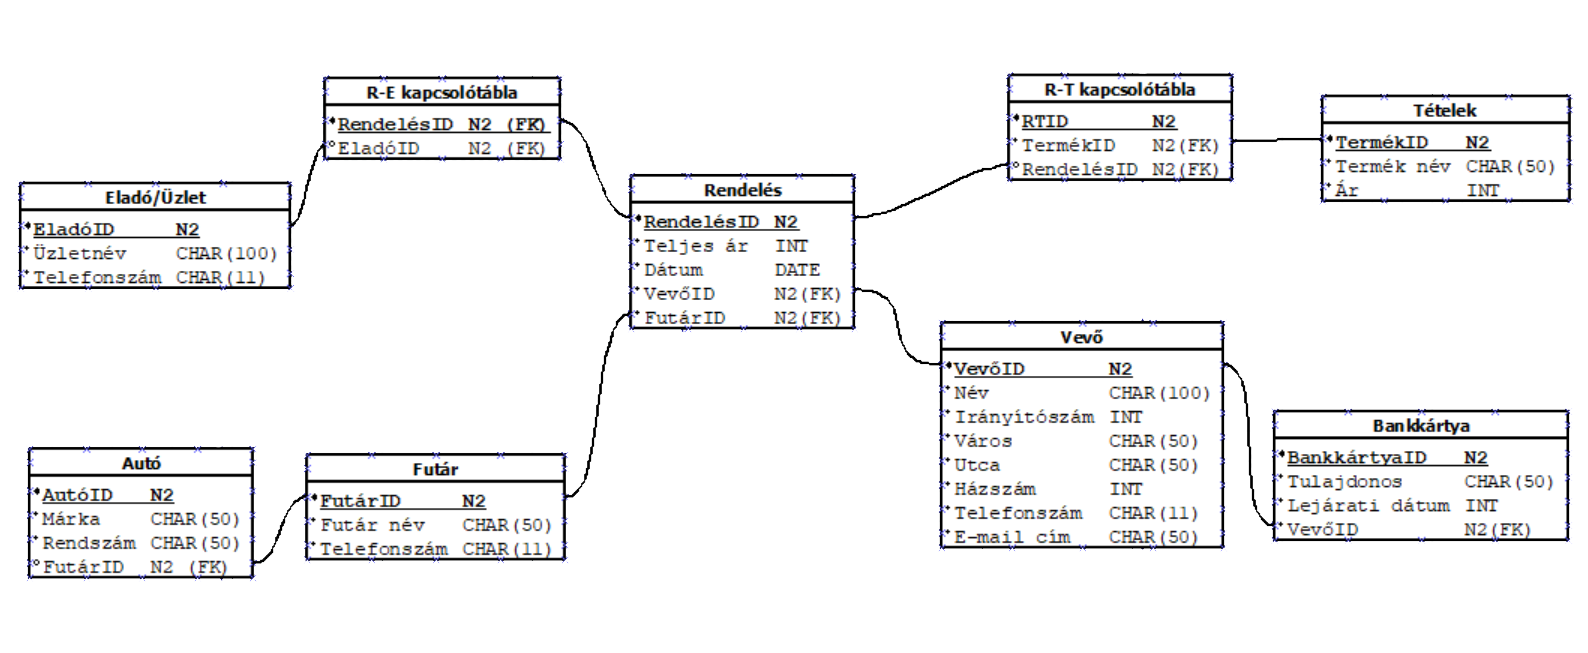 R-E kapcsolótábla
RendelésID N2 (FK)
EladóID N2 (FK)
Eladó/Üzlet
EladóID N2
Üzletnév CHAR(100)
Telefonszám CHAR(11)
Rendelés
RendelésID N2
Teljes ár INT
Dátum DATE
VevőID N2(FK)
FutárID N2(FK)
R-T kapcsolótábla
RTID N2
TermékID N2(FK)
RendelésID N2(FK)
Tételek
TermékID N2
Termék név CHAR(50)
Ár INT
Autó
AutóID N2
Márka CHAR(50)
Rendszám CHAR(50)
FutárID N2 (FK)
Futár
FutárID N2
Futár név CHAR(50)
Telefonszám CHAR(11)
Vevő
VevőID N2
Név CHAR(100)
Irányítószám INT
Város CHAR(50)
Utca CHAR(50)
Házszám INT
Telefonszám CHAR(11)
E-mail cím CHAR(50)
Bankkártya
BankkártyaID N2
Tulajdonos CHAR(50)
Lejárati dátum INT
VevőID N2(FK)